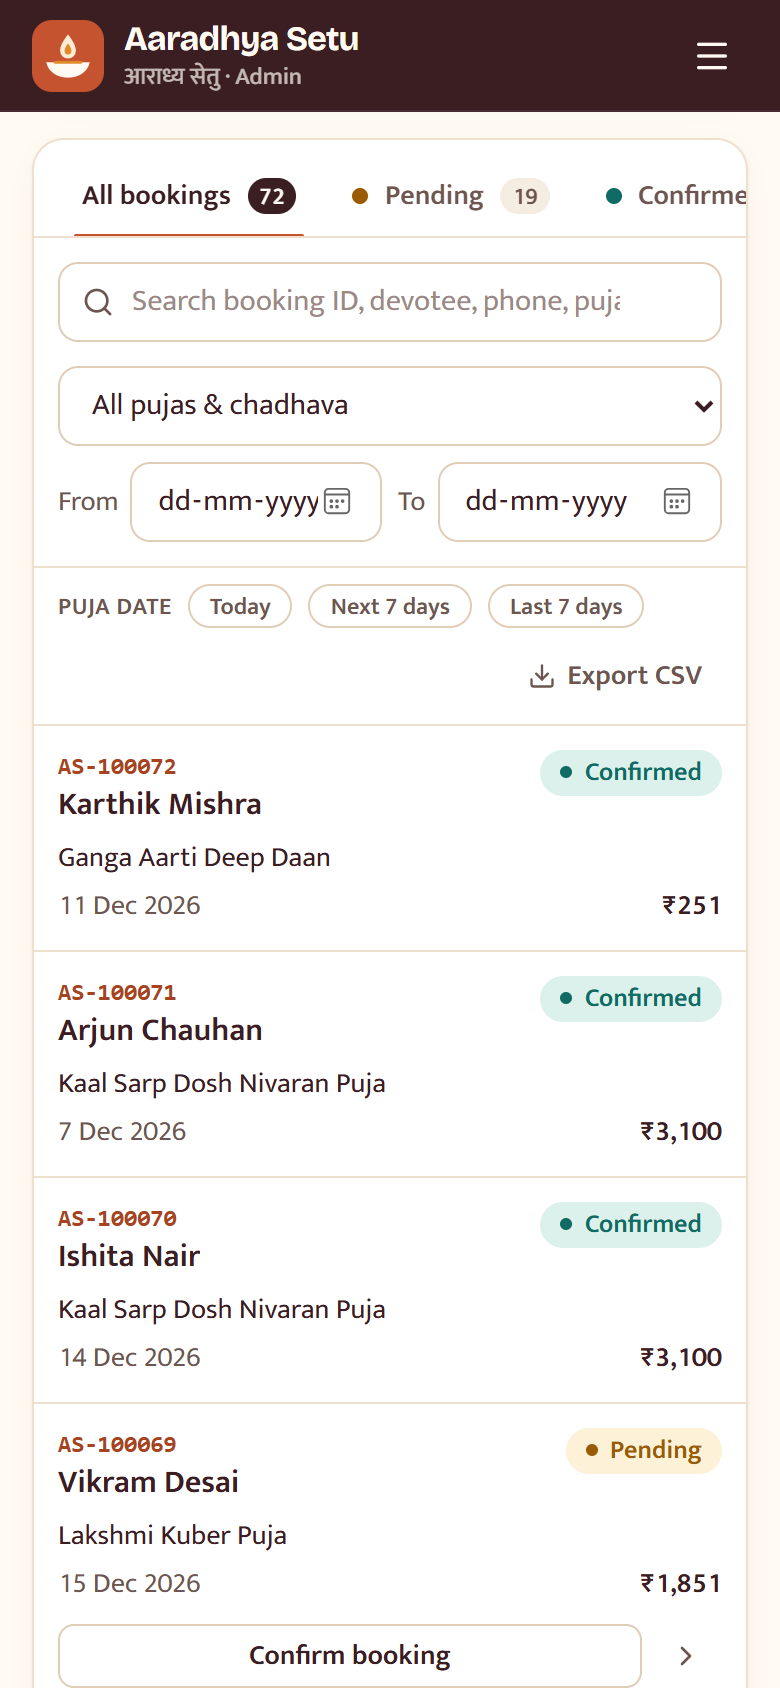 Aaradhya Setu
आराध्य सेतु · Admin
All bookings 72 Pending 19 Confirme
Search booking ID, devotee, phone, puja
All pujas & chadhava
From dd-mm-yyyy To dd-mm-yyyy
PUJA DATE Today Next 7 days Last 7 days
Export CSV
AS-100072 Confirmed
Karthik Mishra
Ganga Aarti Deep Daan
11 Dec 2026 ₹251
AS-100071 Confirmed
Arjun Chauhan
Kaal Sarp Dosh Nivaran Puja
7 Dec 2026 ₹3,100
AS-100070 Confirmed
Ishita Nair
Kaal Sarp Dosh Nivaran Puja
14 Dec 2026 ₹3,100
AS-100069 Pending
Vikram Desai
Lakshmi Kuber Puja
15 Dec 2026 ₹1,851
Confirm booking